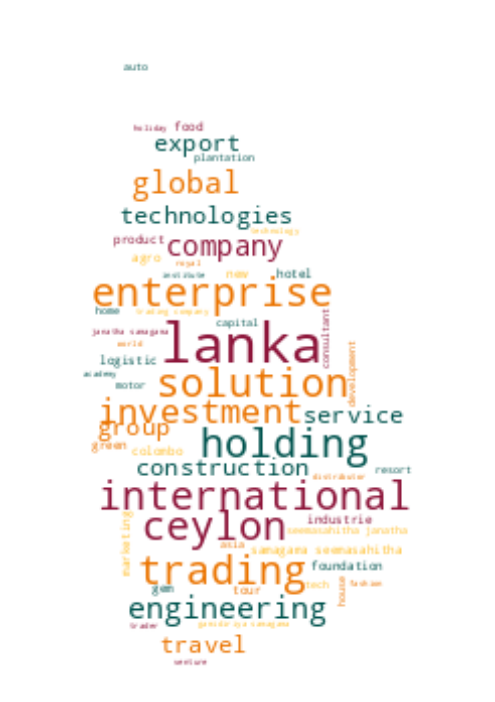 auto
holiday food
export
plantation
global
technologies
technology
product company
agro royal
institute new hotel
enterprise
home trading company
capital
janatha samagama lanka consultant
world
logistic development
academy
motor solution
investment service
group
green colombo holding
construction resort
distributor
international
marketing ceylon industrie
seemasahitha janatha
asia samagama seemasahitha
trading foundation
gem tour tech house fashion
engineering
trader
travel
venture